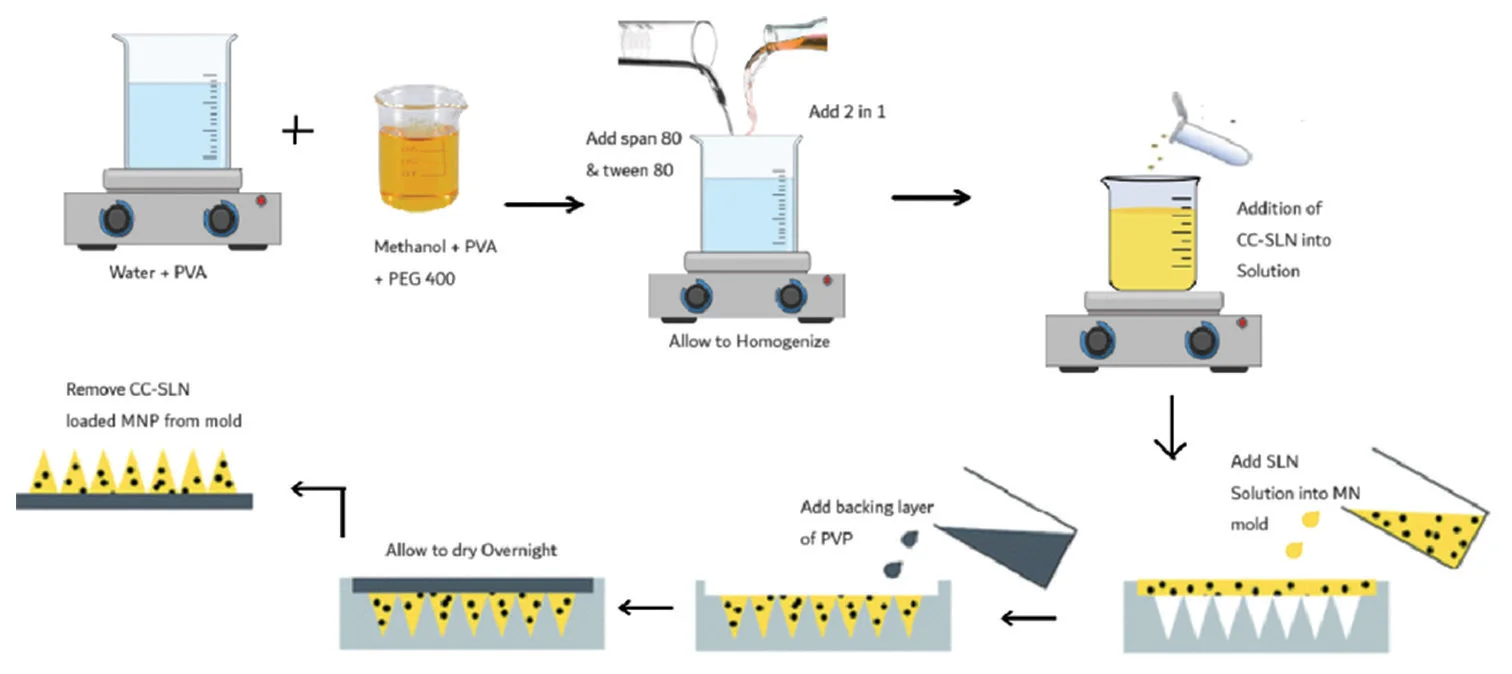 Water + PVA
+
Methanol + PVA
+ PEG 400
Add span 80
& tween 80
Add 2 in 1
Allow to Homogenize
Addition of
CC-SLN into
Solution
Add SLN
Solution into MN
mold
Add backing layer
of PVP
Allow to dry Overnight
Remove CC-SLN
loaded MNP from mold